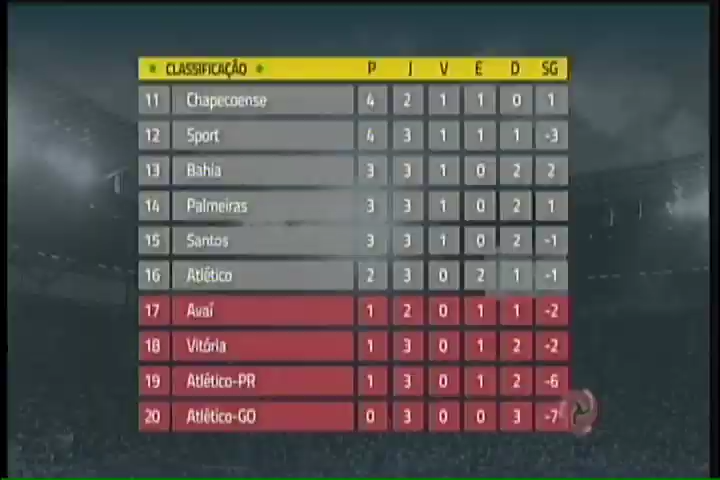 CLASSIFICAÇÃO P J V E D SG
11 Chapecoense 4 2 1 1 0 1
12 Sport 4 3 1 1 1 -3
13 Bahia 3 3 1 0 2 2
14 Palmeiras 3 3 1 0 2 1
15 Santos 3 3 1 0 2 -1
16 Atlético 2 3 0 2 1 -1
17 Avaí 1 2 0 1 1 -2
18 Vitória 1 3 0 1 2 -2
19 Atlético-PR 1 3 0 1 2 -6
20 Atlético-GO 0 3 0 0 3 -7